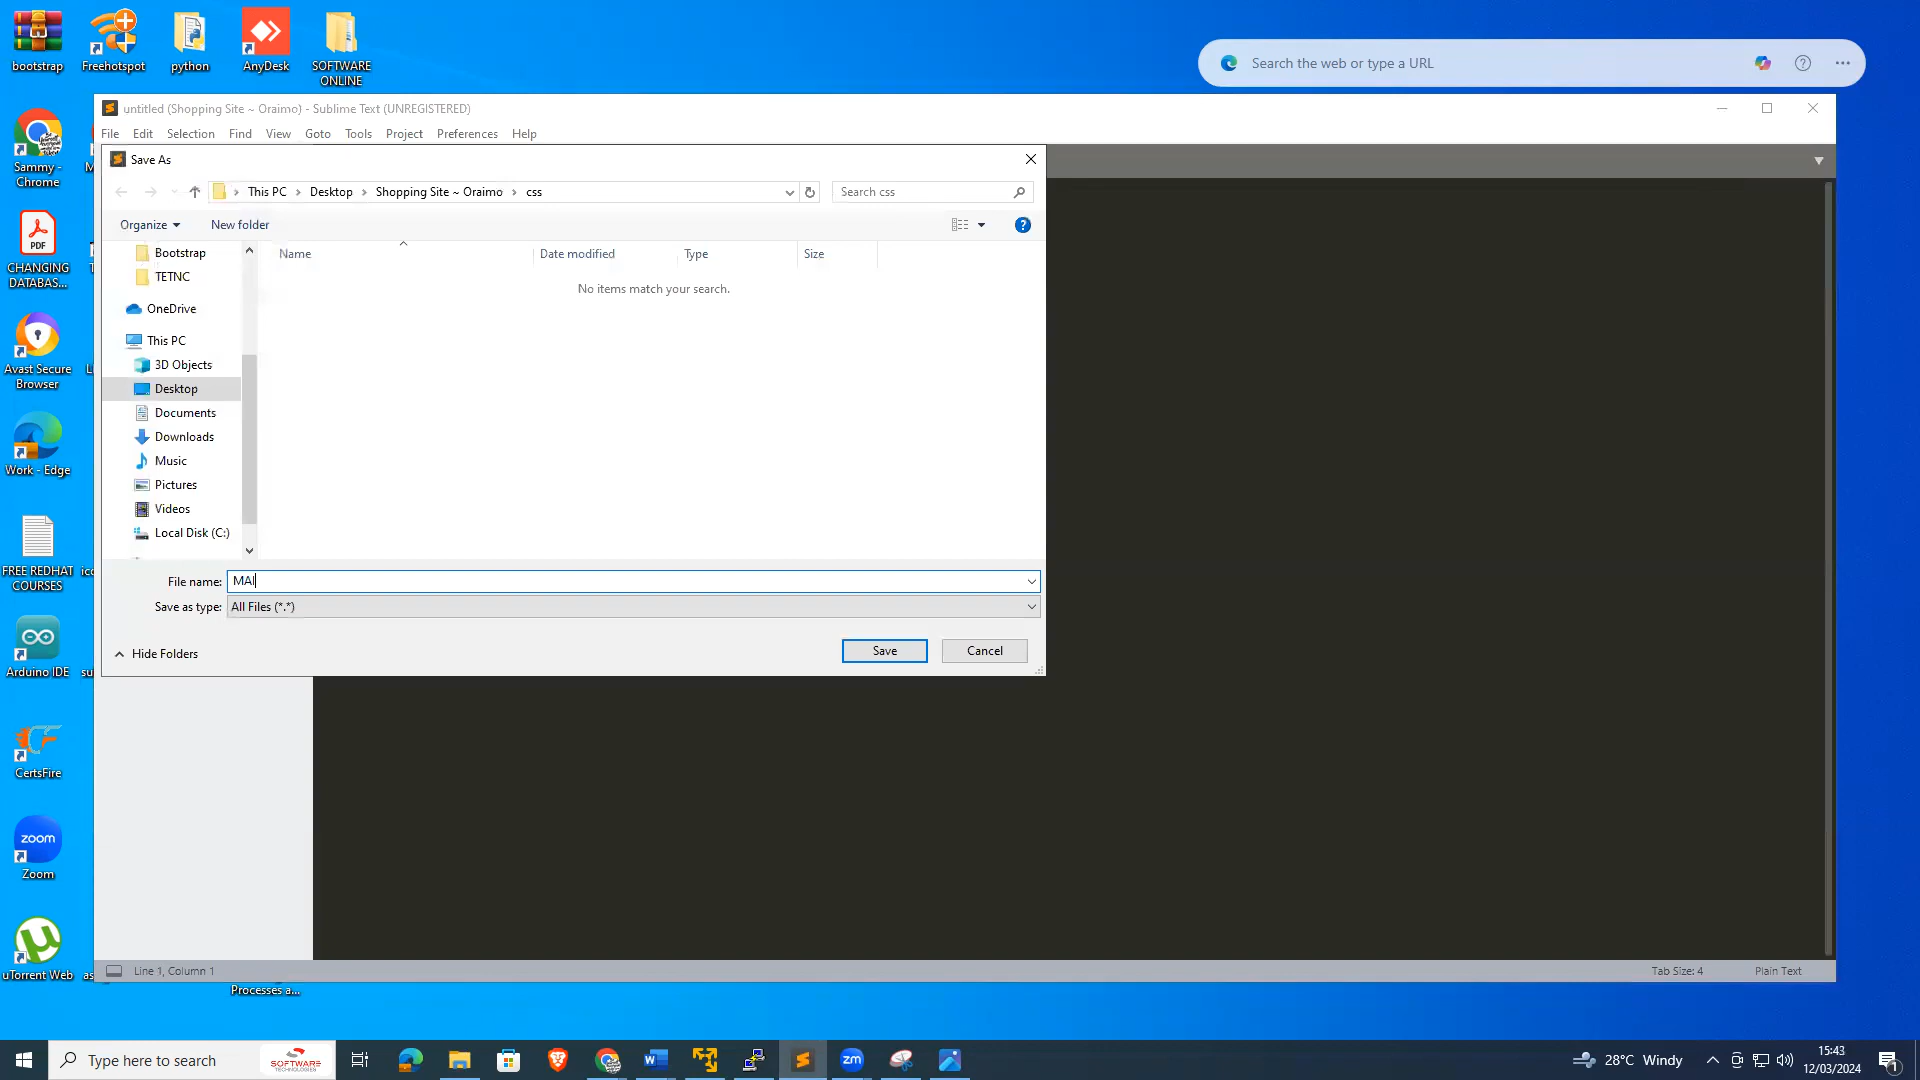 bootstrap
Freehotspot
python
AnyDesk
SOFTWARE
ONLINE
Search the web or type a URL
untitled (Shopping Site ~ Oraimo) - Sublime Text (UNREGISTERED)
File Edit Selection Find View Goto Tools Project Preferences Help
Save As
This PC > Desktop > Shopping Site ~ Oraimo > css
Search css
Organize New folder
Name Date modified Type Size
No items match your search.
Bootstrap
TETNC
OneDrive
This PC
3D Objects
Desktop
Documents
Downloads
Music
Pictures
Videos
Local Disk (C:)
File name: MAI
Save as type: All Files (*.*)
Hide Folders
Save
Cancel
Sammy -
Chrome
PDF
CHANGING
DATABAS...
Avast Secure
Browser
Work - Edge
FREE REDHAT
COURSES
Arduino IDE
CertsFire
zoom
Zoom
uTorrent Web
Processes a...
Line 1, Column 1
Tab Size: 4
Plain Text
Type here to search
SOFTWARE
TECHNOLOGIES
zm
28°C Windy
15:43
12/03/2024
1